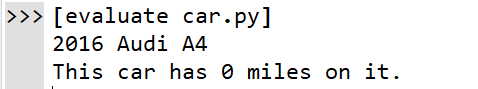 >>> [evaluate car.py]
2016 Audi A4
This car has 0 miles on it.